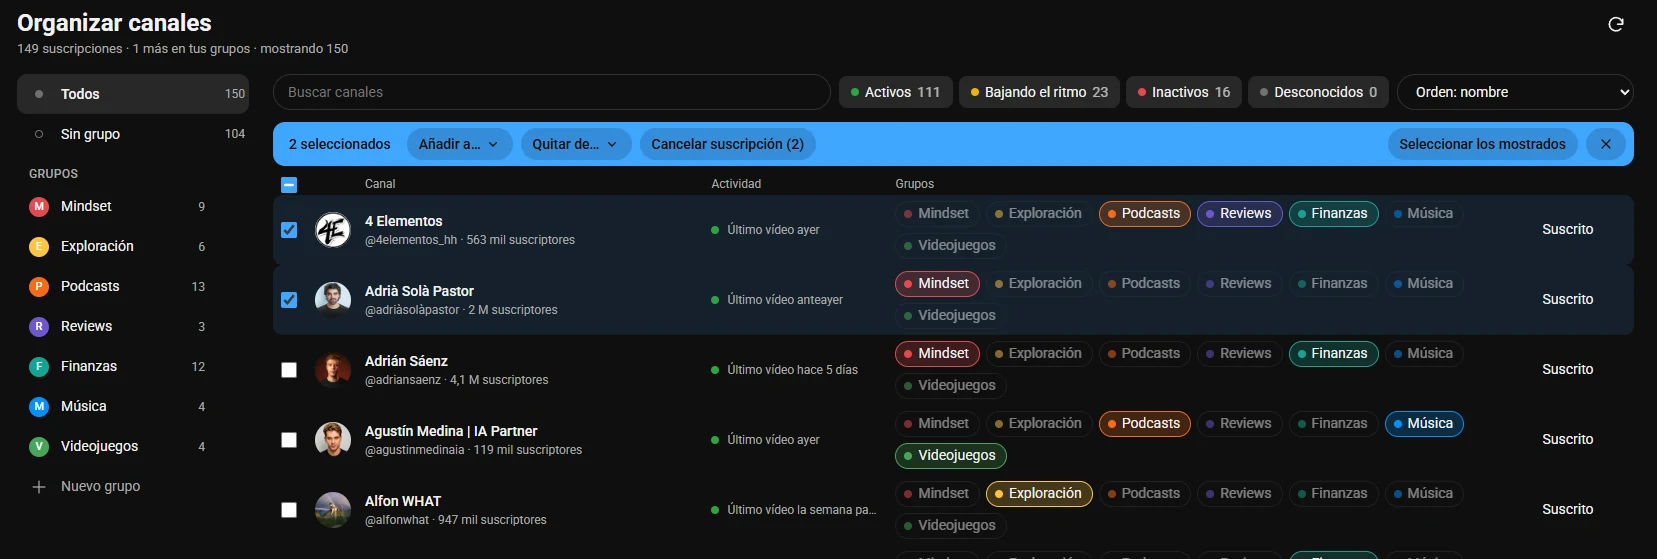 Organizar canales
149 suscripciones · 1 más en tus grupos · mostrando 150
Todos 150
Sin grupo 104
GRUPOS
M Mindset 9
E Exploración 6
P Podcasts 13
R Reviews 3
F Finanzas 12
M Música 4
V Videojuegos 4
Nuevo grupo
Buscar canales
Activos 111
Bajando el ritmo 23
Inactivos 16
Desconocidos 0
Orden: nombre
2 seleccionados
Añadir a...
Quitar de...
Cancelar suscripción (2)
Seleccionar los mostrados
Canal Actividad Grupos
4 Elementos
@4elementos_hh · 563 mil suscriptores
Último vídeo ayer
Mindset Exploración Podcasts Reviews Finanzas Música
Videojuegos
Suscrito
Adrià Solà Pastor
@adriàsolàpastor · 2 M suscriptores
Último vídeo anteayer
Mindset Exploración Podcasts Reviews Finanzas Música
Videojuegos
Suscrito
Adrián Sáenz
@adriansaenz · 4,1 M suscriptores
Último vídeo hace 5 días
Mindset Exploración Podcasts Reviews Finanzas Música
Videojuegos
Suscrito
Agustín Medina | IA Partner
@agustinmedinaia · 119 mil suscriptores
Último vídeo ayer
Mindset Exploración Podcasts Reviews Finanzas Música
Videojuegos
Suscrito
Alfon WHAT
@alfonwhat · 947 mil suscriptores
Último vídeo la semana pa...
Mindset Exploración Podcasts Reviews Finanzas Música
Videojuegos
Suscrito